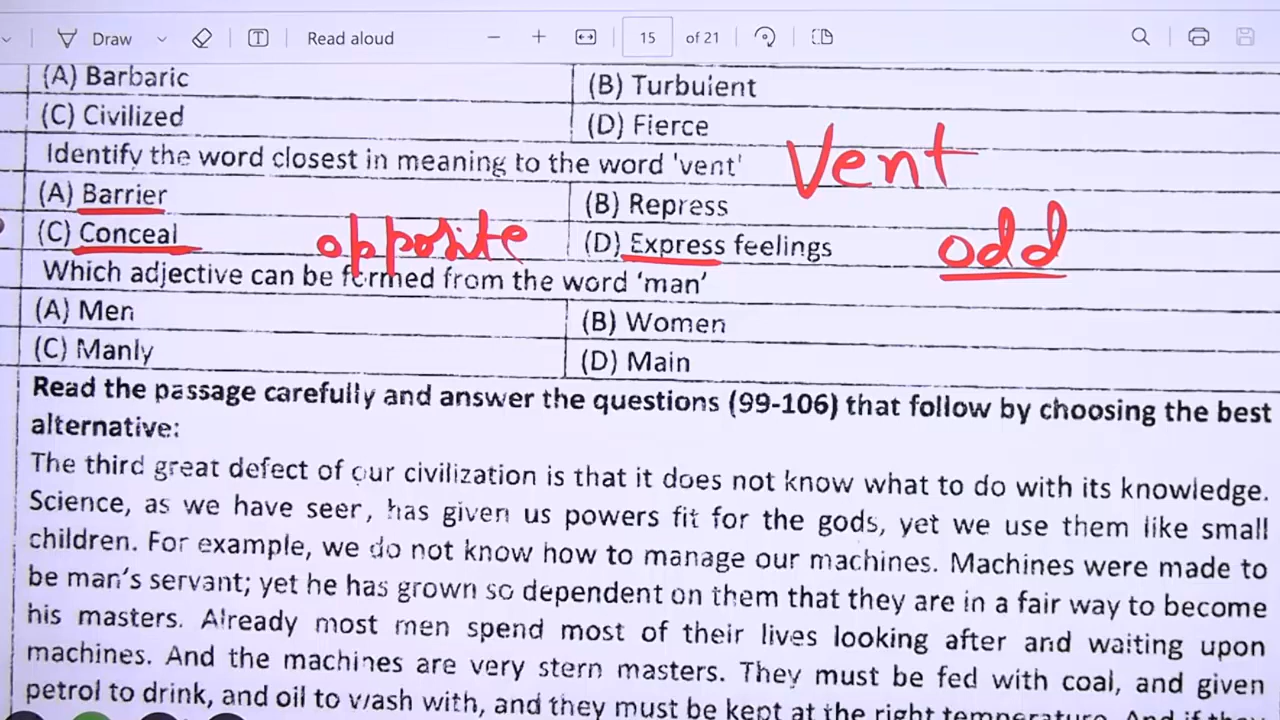 Draw Read aloud 15 of 21
(A) Barbaric (B) Turbuient
(C) Civilized (D) Fierce
Identify the word closest in meaning to the word 'vent' Vent
(A) Barrier (B) Repress
(C) Conceal opposite (D) Express feelings odd
Which adjective can be formed from the word ‘man’
(A) Men (B) Women
(C) Manly (D) Main
Read the passage carefully and answer the questions (99-106) that follow by choosing the best
alternative:
The third great defect of our civilization is that it does not know what to do with its knowledge.
Science, as we have seer, has given us powers fit for the gods, yet we use them like small
children. For example, we do not know how to manage our machines. Machines were made to
be man’s servant; yet he has grown so dependent on them that they are in a fair way to become
his masters. Already most men spend most of their lives looking after and waiting upon
machines. And the machines are very stern masters. They must be fed with coal, and given
petrol to drink, and oil to wash with, and they must be kept at the right temperature. And if they